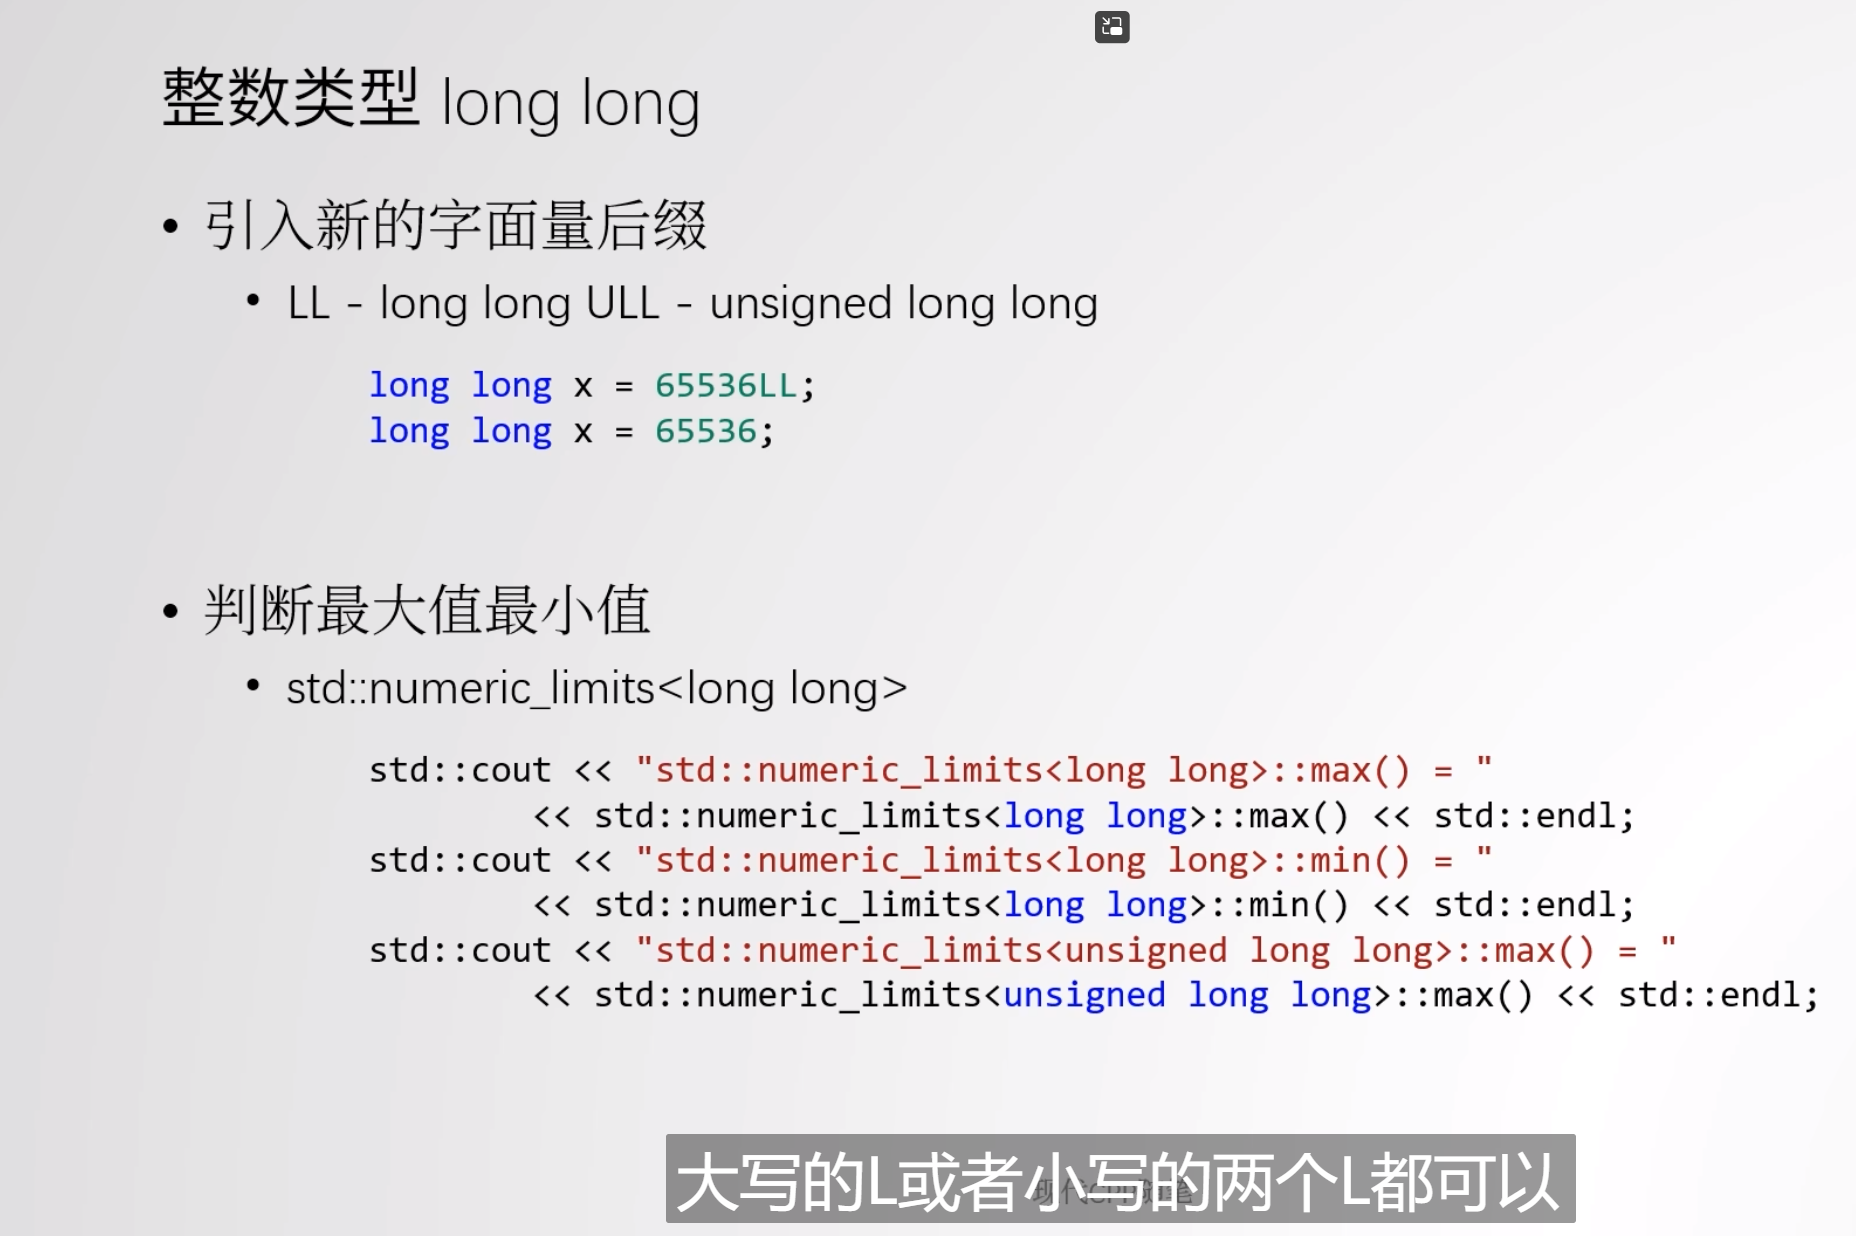 整数类型 long long
• 引入新的字面量后缀
• LL - long long ULL - unsigned long long
long long x = 65536LL;
long long x = 65536;
• 判断最大值最小值
• std::numeric_limits<long long>
std::cout << "std::numeric_limits<long long>::max() = "
<< std::numeric_limits<long long>::max() << std::endl;
std::cout << "std::numeric_limits<long long>::min() = "
<< std::numeric_limits<long long>::min() << std::endl;
std::cout << "std::numeric_limits<unsigned long long>::max() = "
<< std::numeric_limits<unsigned long long>::max() << std::endl;
大写的L或者小写的两个L都可以